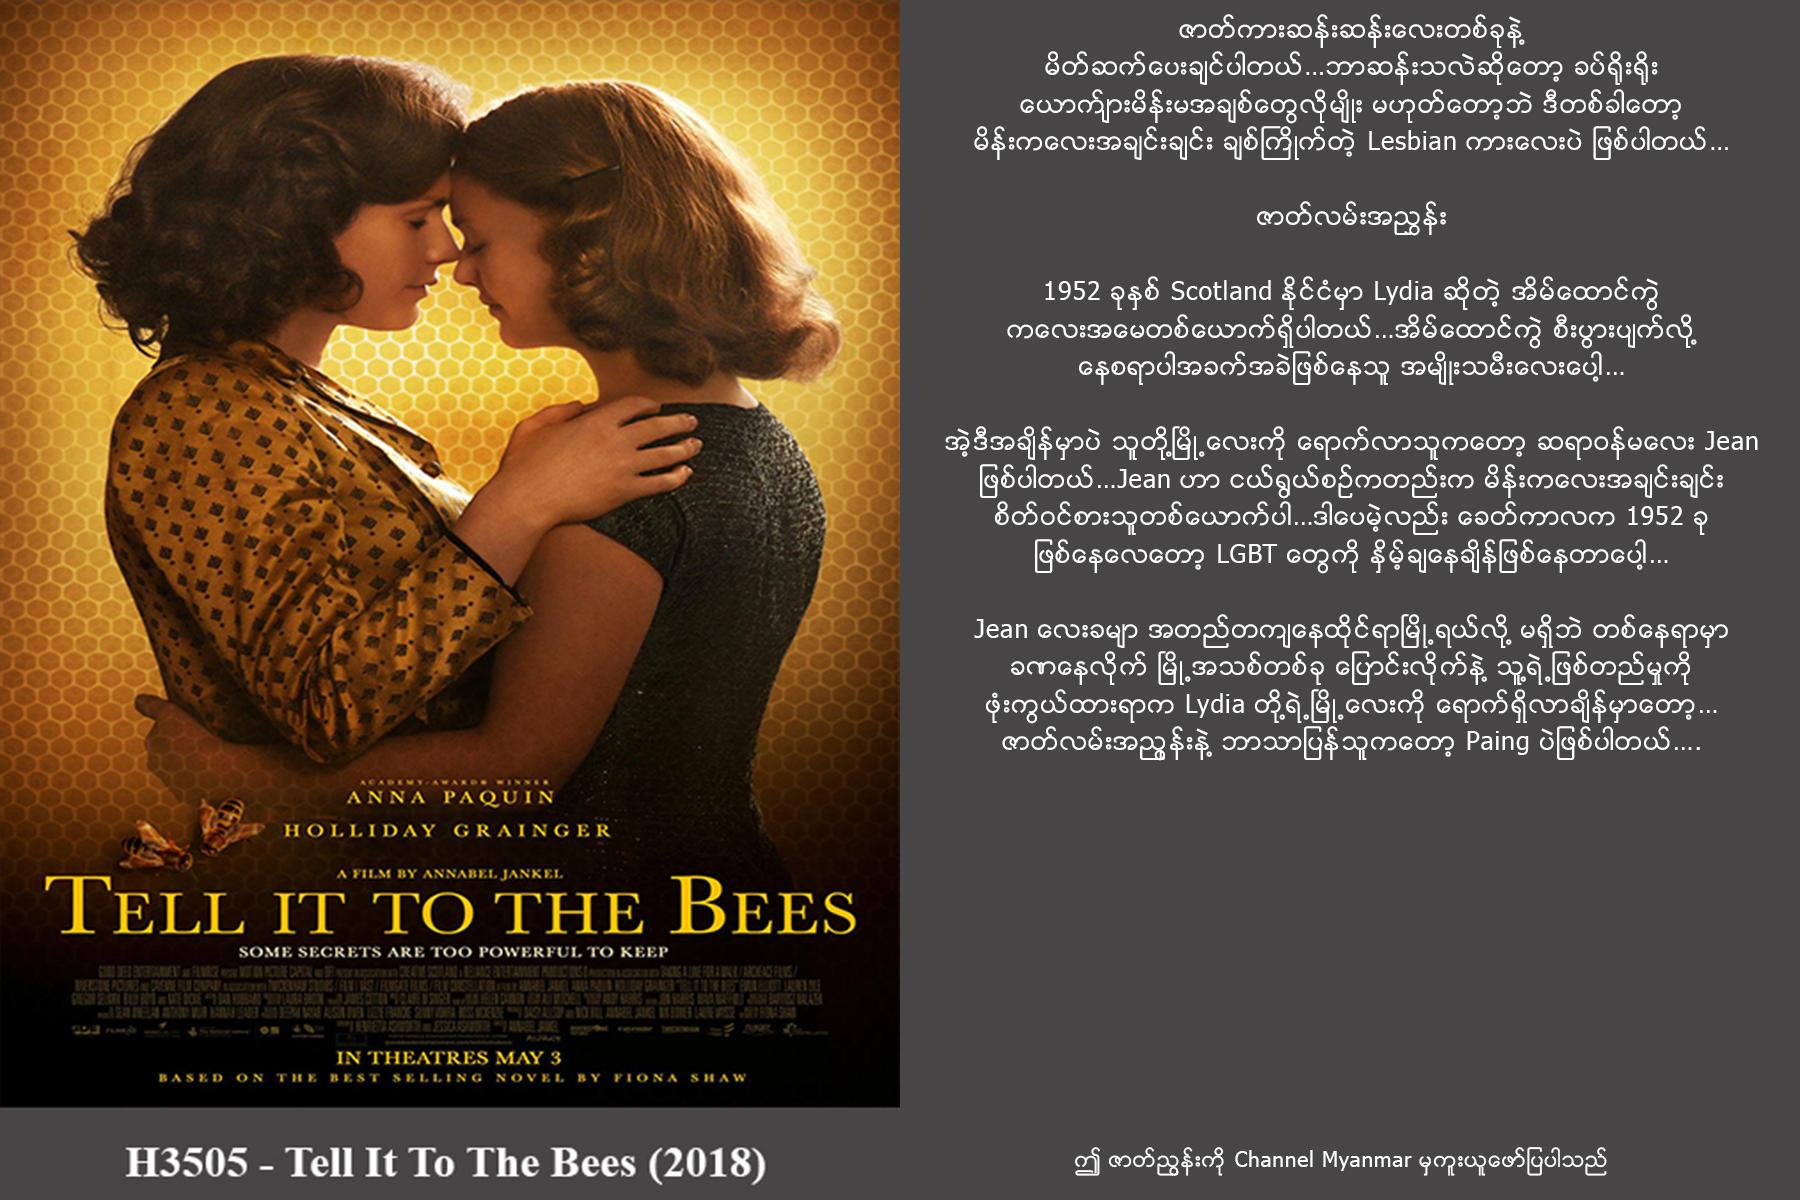 ACADEMY AWARD® WINNER
ANNA PAQUIN
HOLLIDAY GRAINGER
A FILM BY ANNABEL JANKEL
TELL IT TO THE BEES
SOME SECRETS ARE TOO POWERFUL TO KEEP
IN THEATRES MAY 3
BASED ON THE BEST SELLING NOVEL BY FIONA SHAW
H3505 - Tell It To The Bees (2018)
ဇာတ်ကားဆန်းဆန်းလေးတစ်ခုနဲ့
မိတ်ဆက်ပေးချင်ပါတယ်...ဘာဆန်းသလဲဆိုတော့ ခပ်ရိုးရိုး
ယောကျ်ားမိန်းမအချစ်တွေလိုမျိုး မဟုတ်တော့ဘဲ ဒီတစ်ခါတော့
မိန်းကလေးအချင်းချင်း ချစ်ကြိုက်တဲ့ Lesbian ကားလေးပဲ ဖြစ်ပါတယ်...
ဇာတ်လမ်းအညွှန်း
1952 ခုနှစ် Scotland နိုင်ငံမှာ Lydia ဆိုတဲ့ အိမ်ထောင်ကွဲ
ကလေးအမေတစ်ယောက်ရှိပါတယ်...အိမ်ထောင်ကွဲ စီးပွားပျက်လို့
နေစရာပါအခက်အခဲဖြစ်နေသူ အမျိုးသမီးလေးပေါ့...
အဲ့ဒီအချိန်မှာပဲ သူတို့မြို့လေးကို ရောက်လာသူကတော့ ဆရာဝန်မလေး Jean
ဖြစ်ပါတယ်...Jean ဟာ ငယ်ရွယ်စဉ်ကတည်းက မိန်းကလေးအချင်းချင်း
စိတ်ဝင်စားသူတစ်ယောက်ပါ...ဒါပေမဲ့လည်း ခေတ်ကာလက 1952 ခု
ဖြစ်နေလေတော့ LGBT တွေကို နှိမ့်ချနေချိန်ဖြစ်နေတာပေါ့...
Jean လေးခမျာ အတည်တကျနေထိုင်ရာမြို့ရယ်လို့ မရှိဘဲ တစ်နေရာမှာ
ခဏနေလိုက် မြို့အသစ်တစ်ခု ပြောင်းလိုက်နဲ့ သူ့ရဲ့ဖြစ်တည်မှုကို
ဖုံးကွယ်ထားရာက Lydia တို့ရဲ့မြို့လေးကို ရောက်ရှိလာချိန်မှာတော့...
ဇာတ်လမ်းအညွှန်းနဲ့ ဘာသာပြန်သူကတော့ Paing ပဲဖြစ်ပါတယ်....
ဤ ဇာတ်ညွှန်းကို Channel Myanmar မှကူးယူဖော်ပြပါသည်